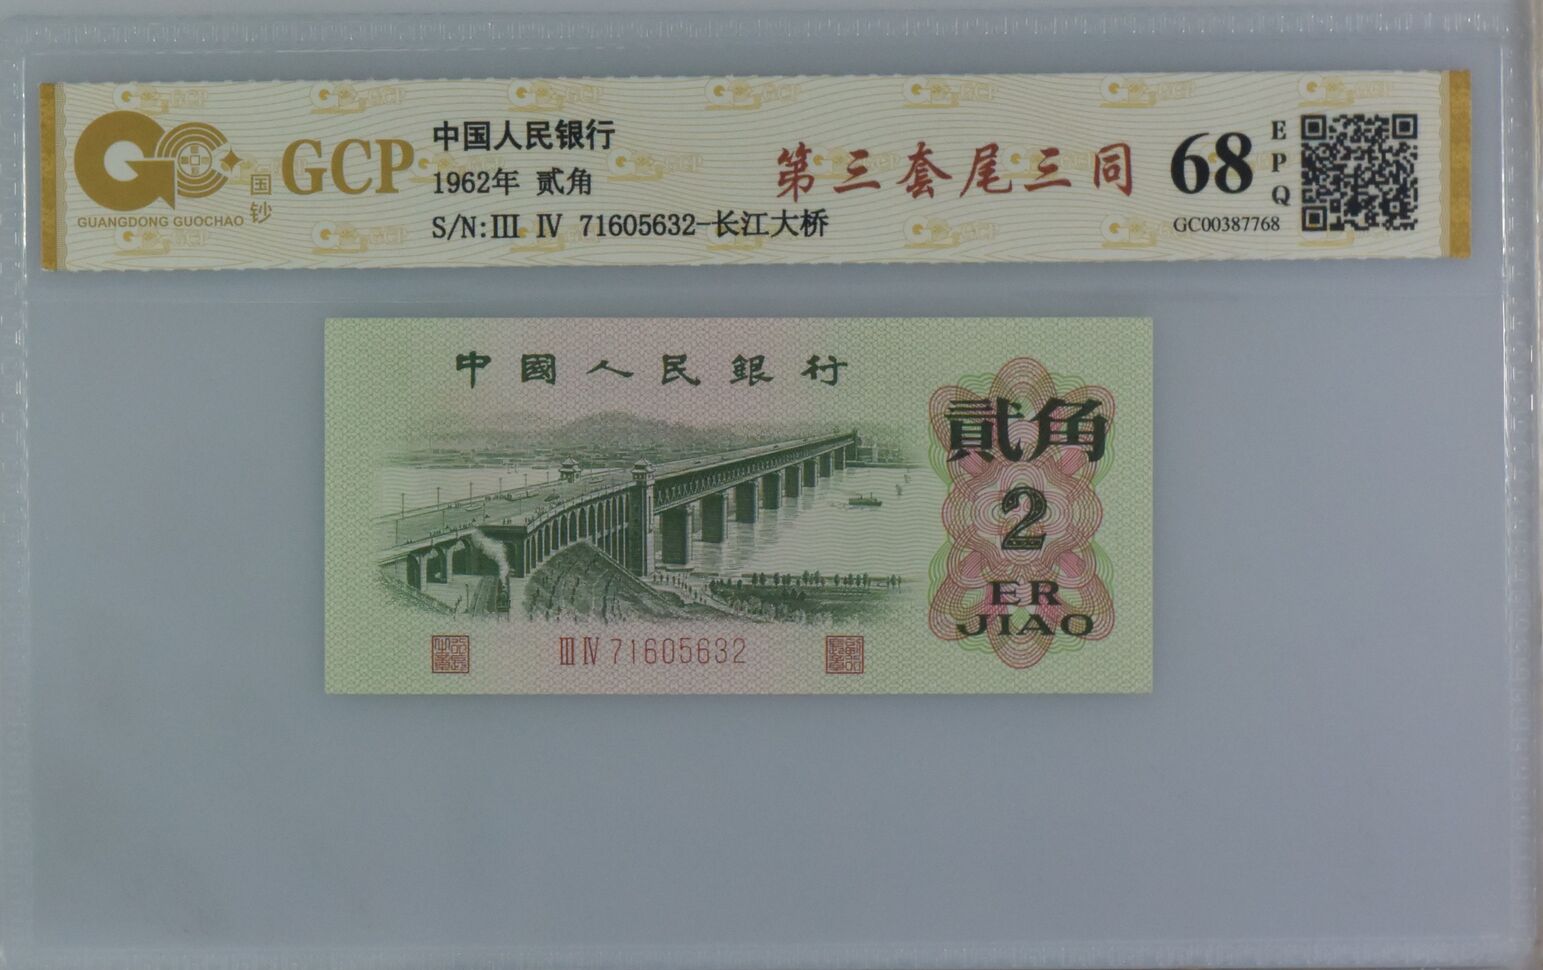 GCP
国钞
GUANGDONG GUOCHAO
中国人民银行
1962年 贰角
S/N:Ⅲ Ⅳ 71605632-长江大桥
第三套尾三同
68
EPQ
GC00387768
中國人民銀行
貳角
2
ER
JIAO
ⅢⅣ 71605632